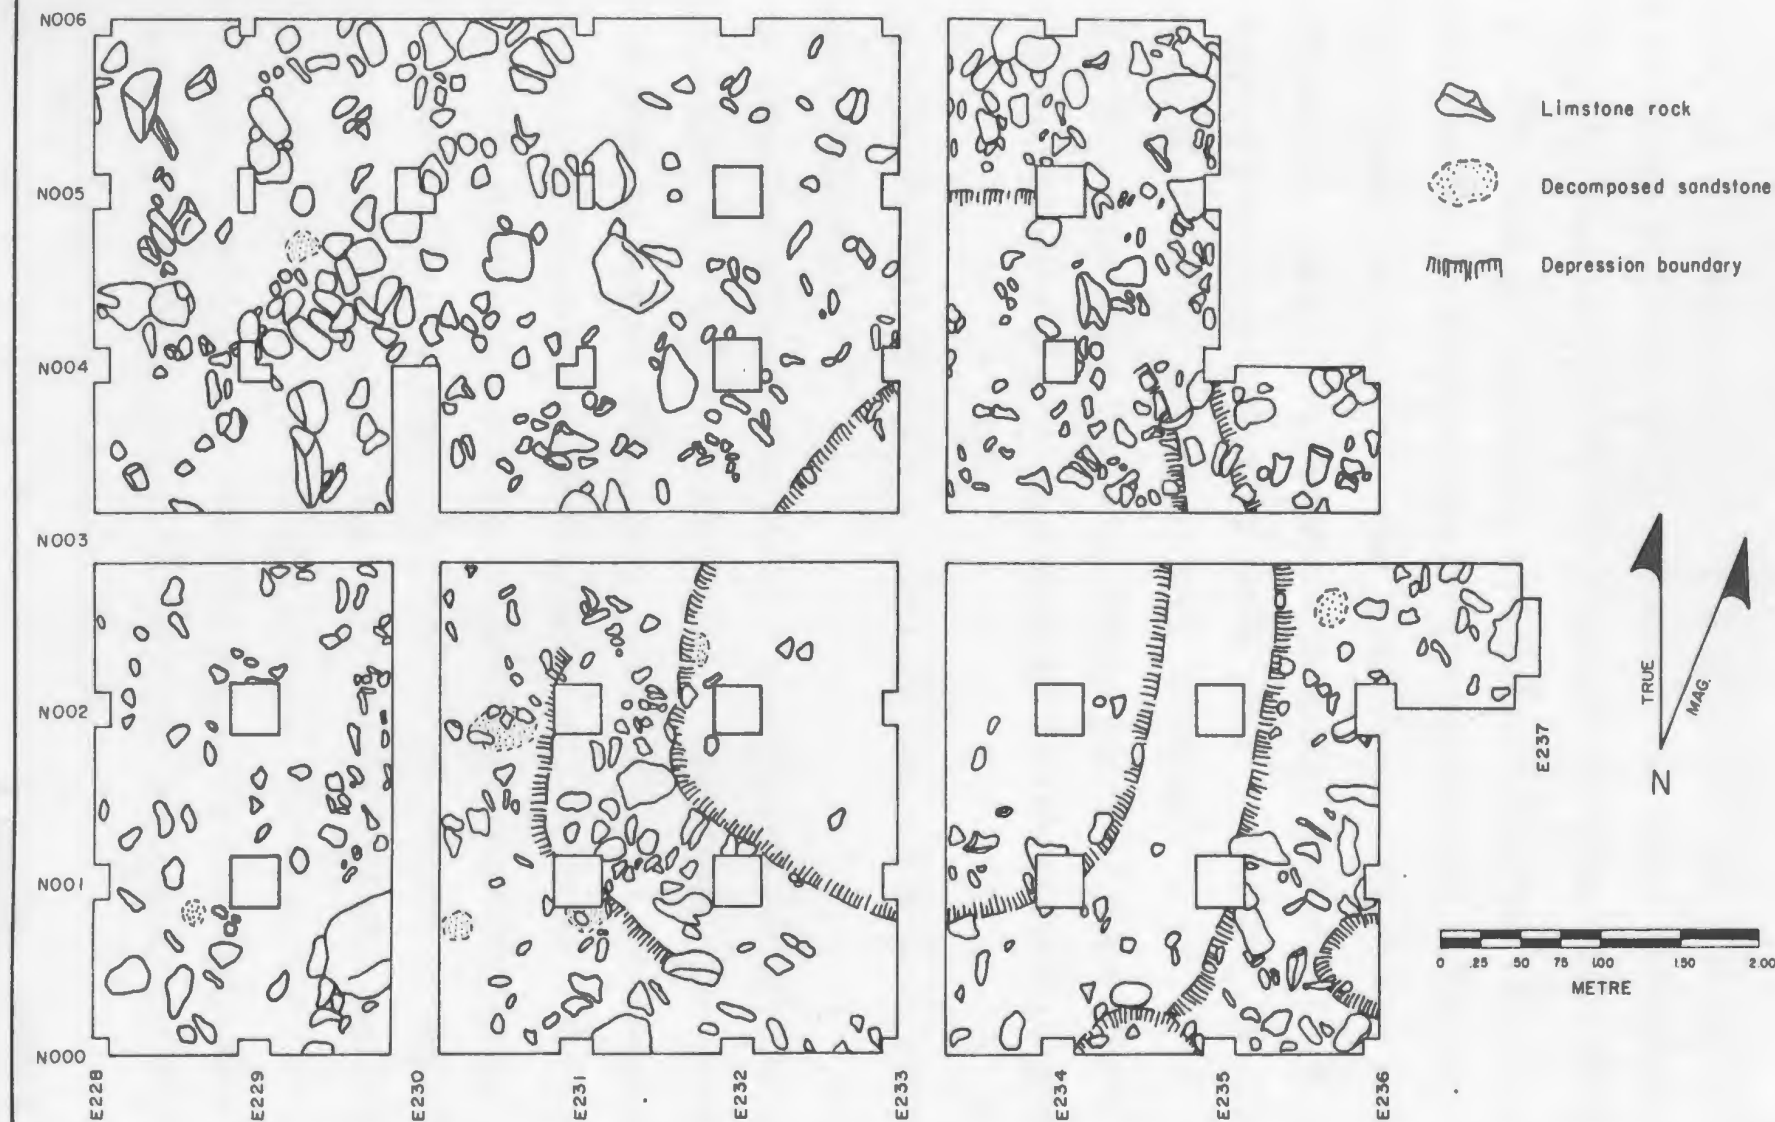 N006
Limstone rock
N005
Decomposed sandstone
Depression boundary
N004
N003
N002
TRUE
MAG.
E237
N
N001
0 .25 50 75 1.00 1.50 2.00
METRE
N000
E228
E229
E230
E231
E232
E233
E234
E235
E236